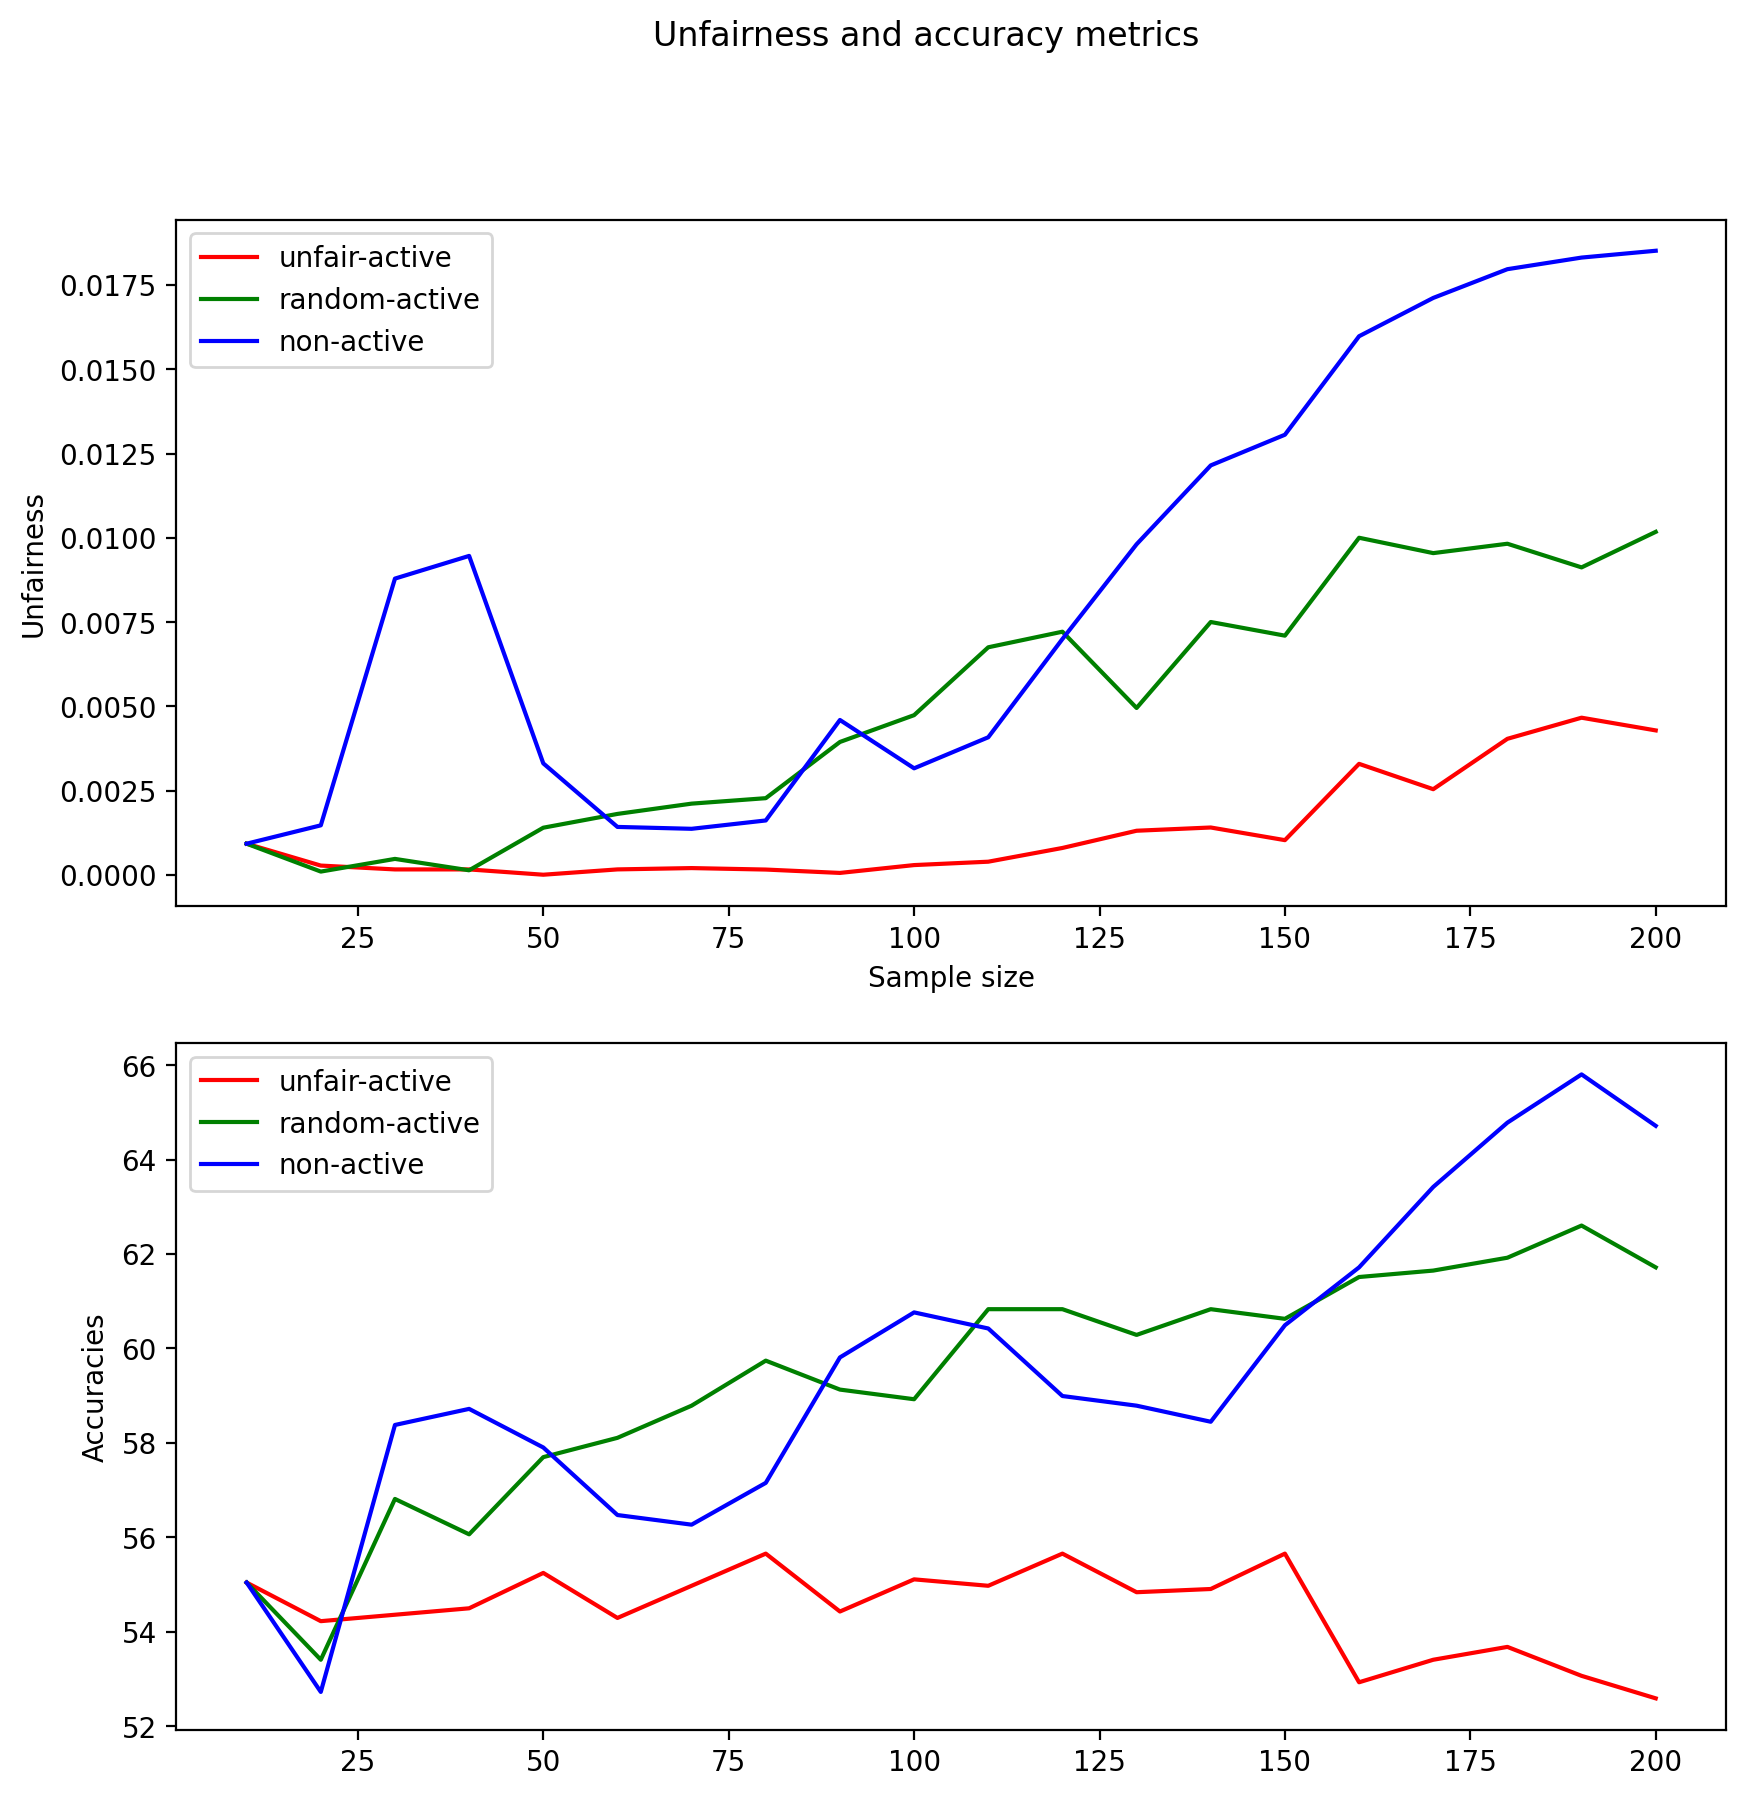 Unfairness and accuracy metrics
unfair-active
random-active
non-active
0.0175
0.0150
0.0125
0.0100
0.0075
0.0050
0.0025
0.0000
Unfairness
25 50 75 100 125 150 175 200
Sample size
unfair-active
random-active
non-active
66
64
62
60
58
56
54
52
Accuracies
25 50 75 100 125 150 175 200